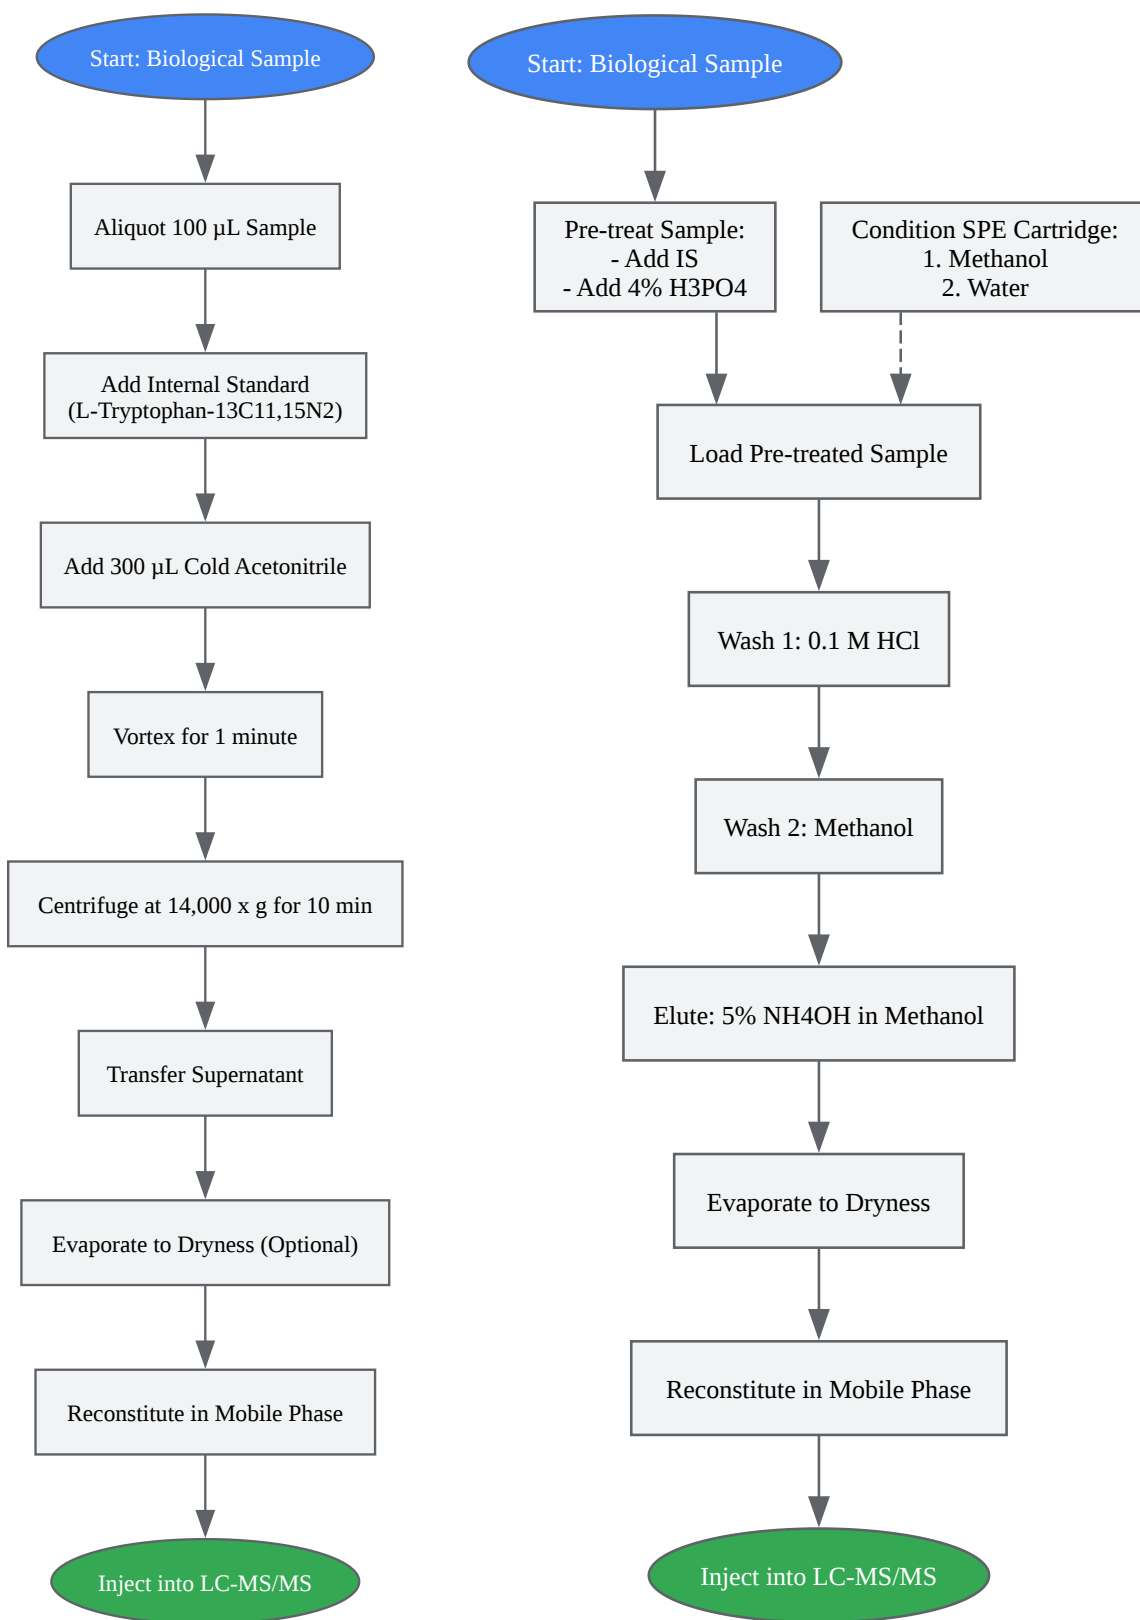 Start: Biological Sample
Aliquot 100 µL Sample
Add Internal Standard
(L-Tryptophan-13C11,15N2)
Add 300 µL Cold Acetonitrile
Vortex for 1 minute
Centrifuge at 14,000 x g for 10 min
Transfer Supernatant
Evaporate to Dryness (Optional)
Reconstitute in Mobile Phase
Inject into LC-MS/MS
Start: Biological Sample
Pre-treat Sample:
- Add IS
- Add 4% H3PO4
Condition SPE Cartridge:
1. Methanol
2. Water
Load Pre-treated Sample
Wash 1: 0.1 M HCl
Wash 2: Methanol
Elute: 5% NH4OH in Methanol
Evaporate to Dryness
Reconstitute in Mobile Phase
Inject into LC-MS/MS